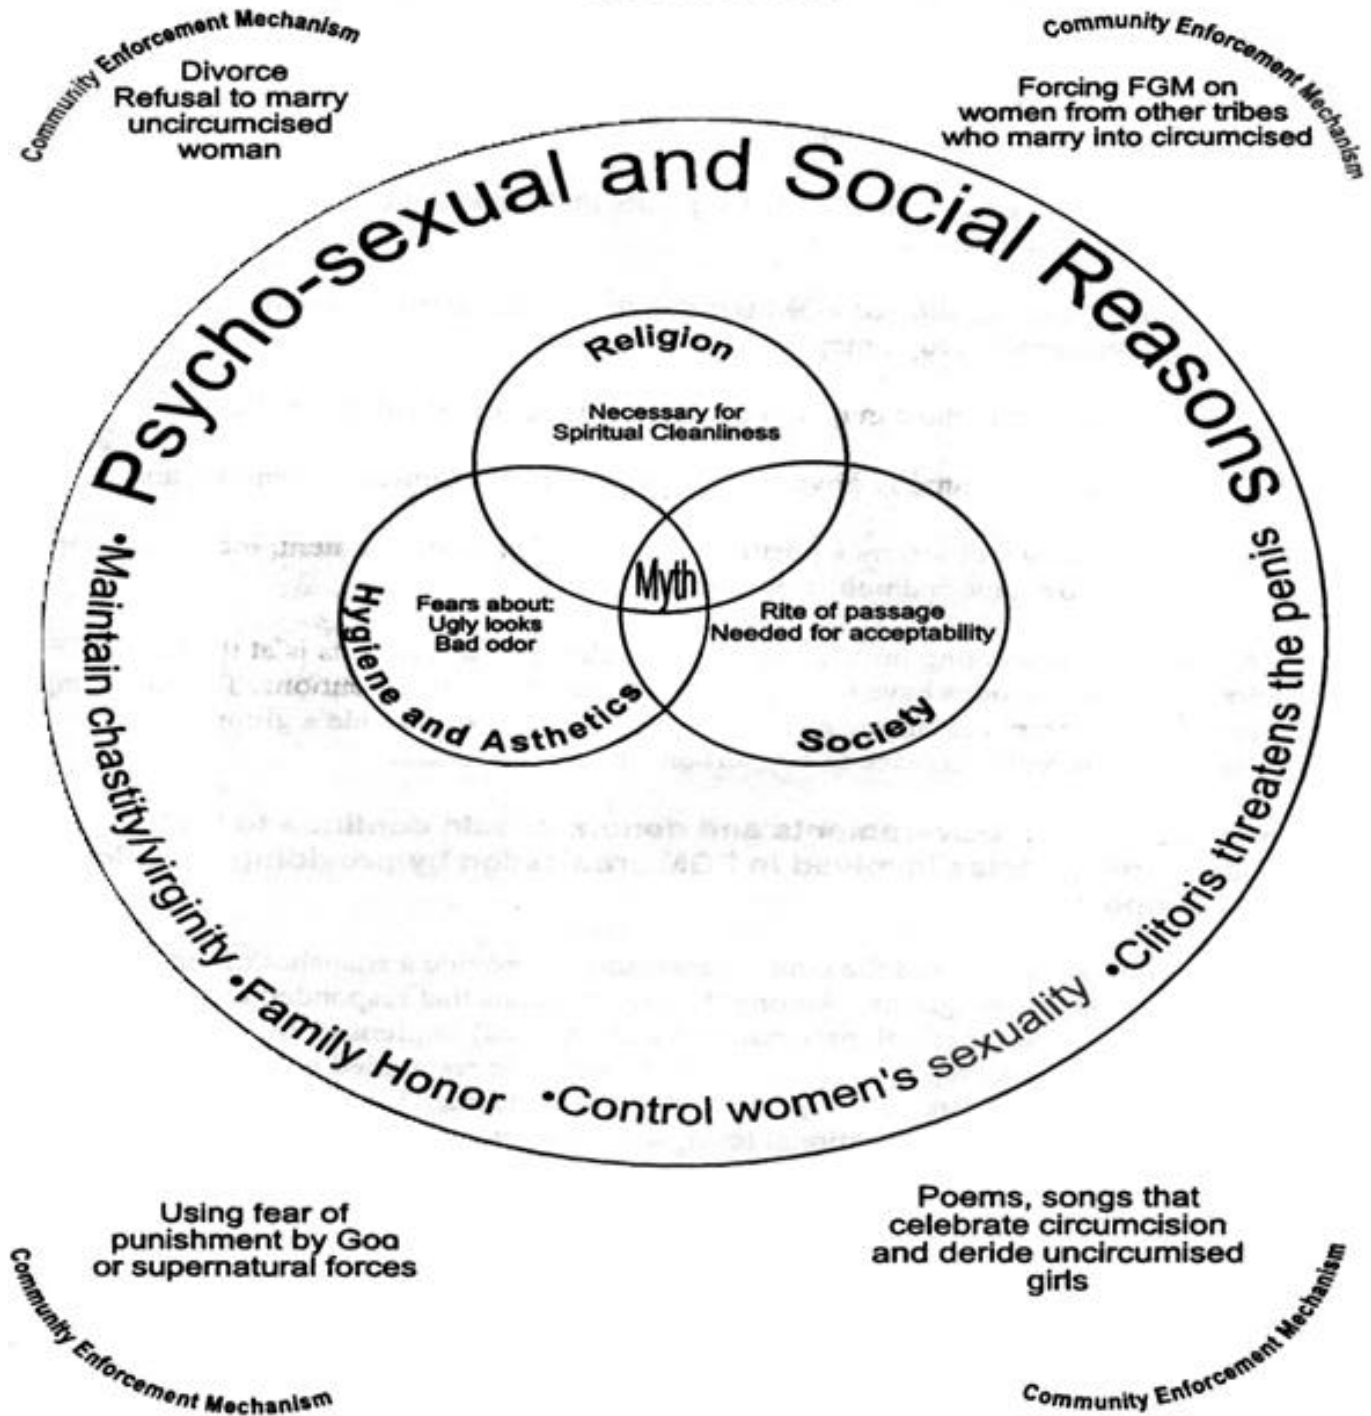 Community Enforcement Mechanism
Divorce
Refusal to marry
uncircumcised
woman
Community Enforcement Mechanism
Forcing FGM on
women from other tribes
who marry into circumcised
Psycho-sexual and Social Reasons
Religion
Necessary for
Spiritual Cleanliness
Myth
Hygiene and Asthetics
Fears about:
Ugly looks
Bad odor
Rite of passage
Needed for acceptability
Society
•Maintain chastity/virginity
•Family Honor
•Control women's sexuality
•Clitoris threatens the penis
Using fear of
punishment by God
or supernatural forces
Community Enforcement Mechanism
Poems, songs that
celebrate circumcision
and deride uncircumised
girls
Community Enforcement Mechanism